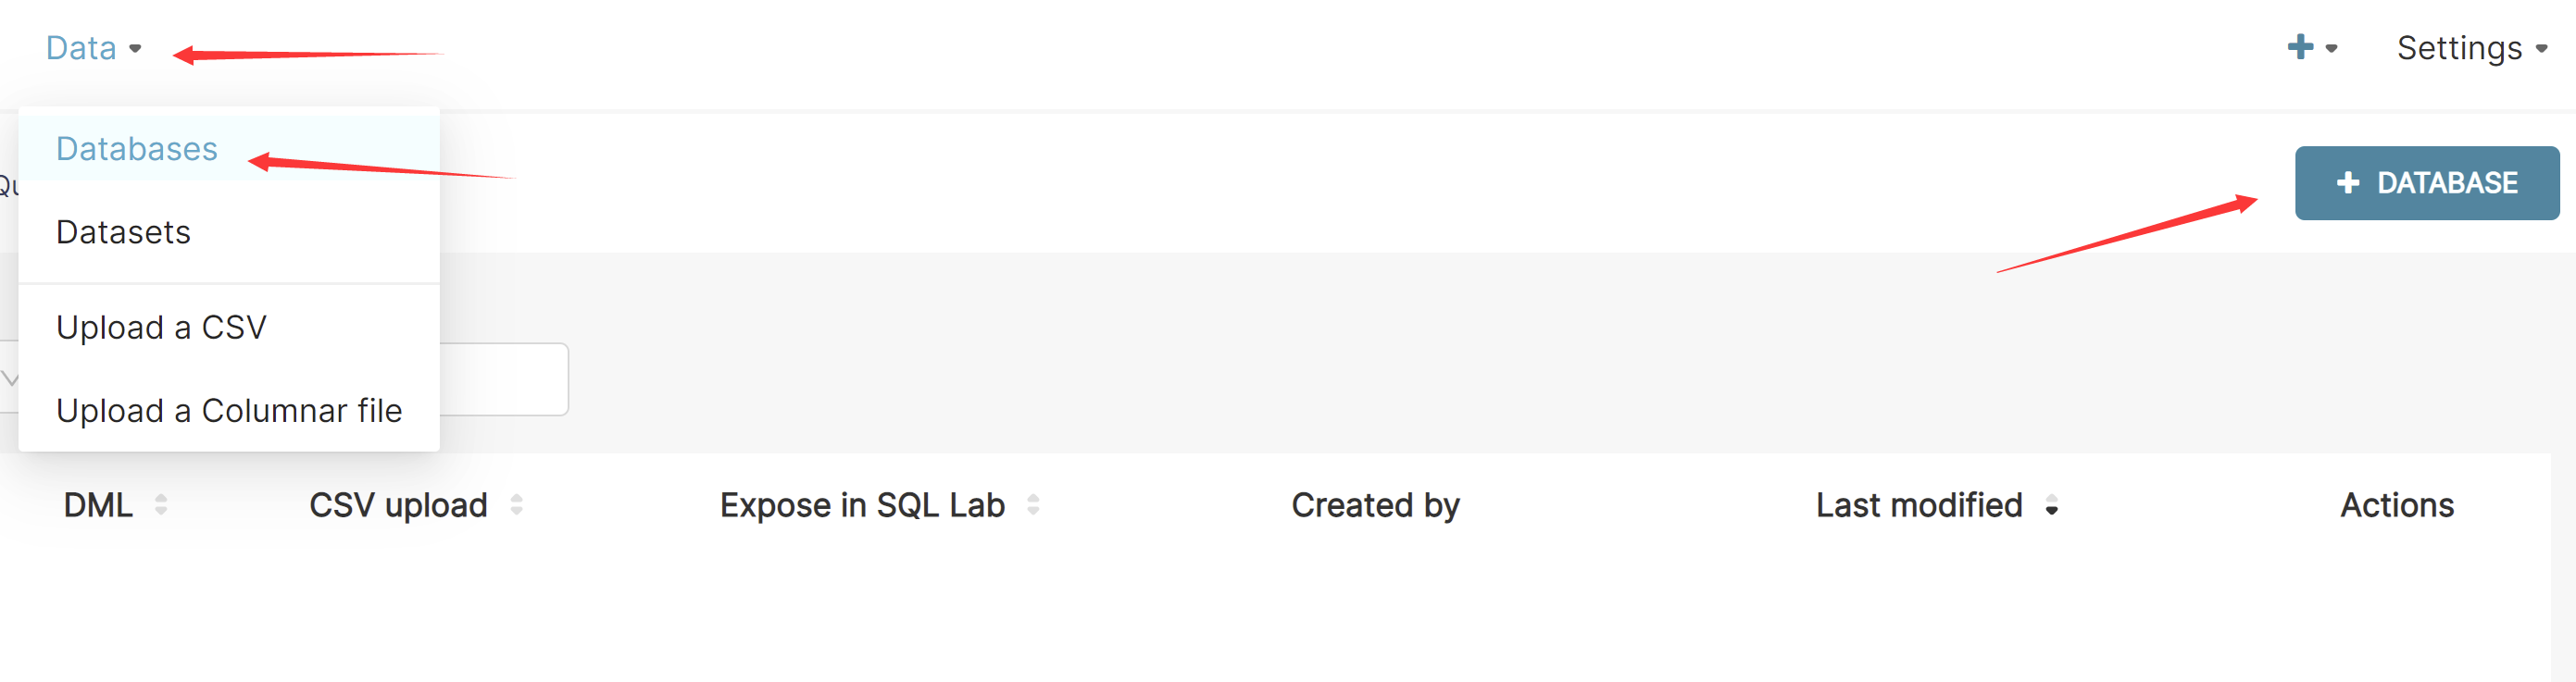 Data
Settings
Databases
DATABASE
Datasets
Upload a CSV
Upload a Columnar file
DML
CSV upload
Expose in SQL Lab
Created by
Last modified
Actions